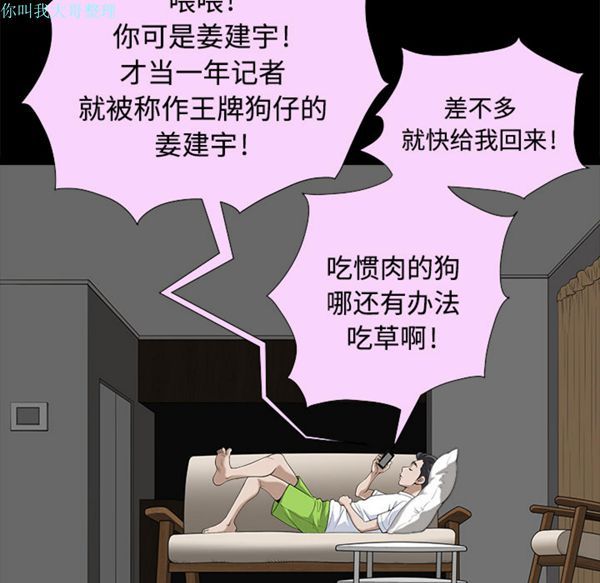 你叫我大哥整理
喂喂!
你可是姜建宇!
才当一年记者
就被称作王牌狗仔的
姜建宇!
差不多
就快给我回来!
吃惯肉的狗
哪还有办法
吃草啊!